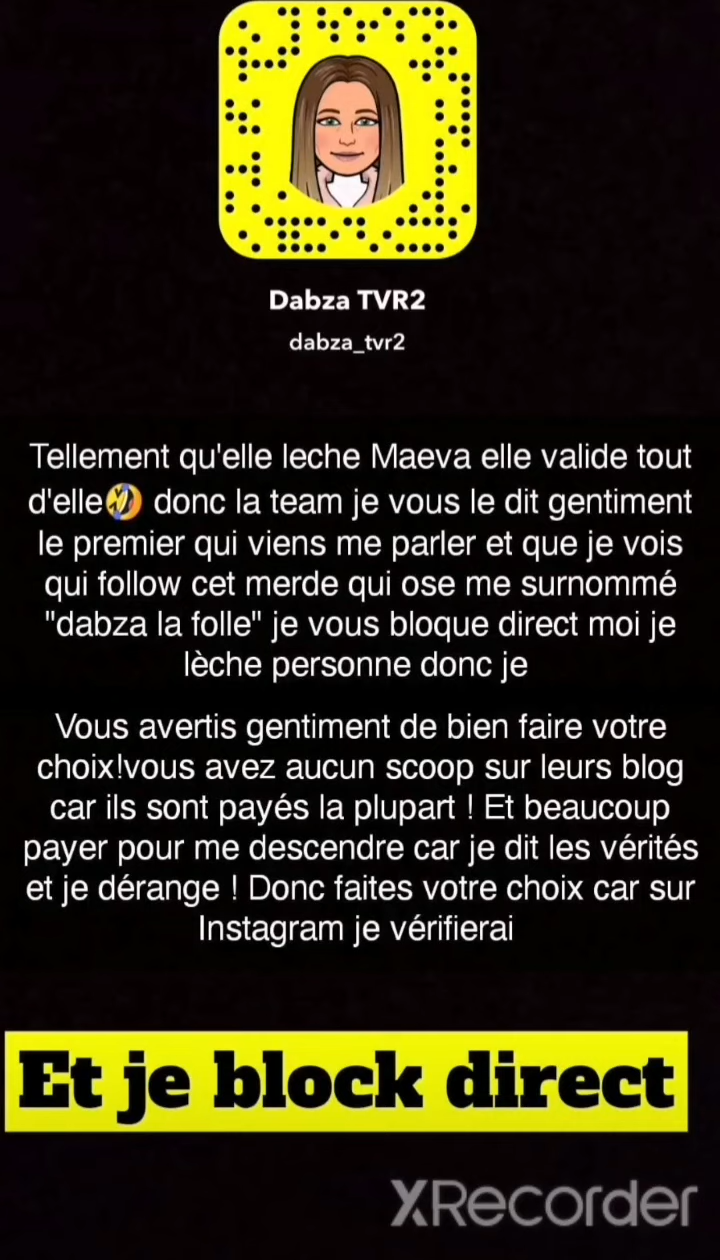 Dabza TVR2
dabza_tvr2
Tellement qu'elle leche Maeva elle valide tout
d'elle🤣 donc la team je vous le dit gentiment
le premier qui viens me parler et que je vois
qui follow cet merde qui ose me surnommé
"dabza la folle" je vous bloque direct moi je
lèche personne donc je
Vous avertis gentiment de bien faire votre
choix!vous avez aucun scoop sur leurs blog
car ils sont payés la plupart ! Et beaucoup
payer pour me descendre car je dit les vérités
et je dérange ! Donc faites votre choix car sur
Instagram je vérifierai
Et je block direct
XRecorder